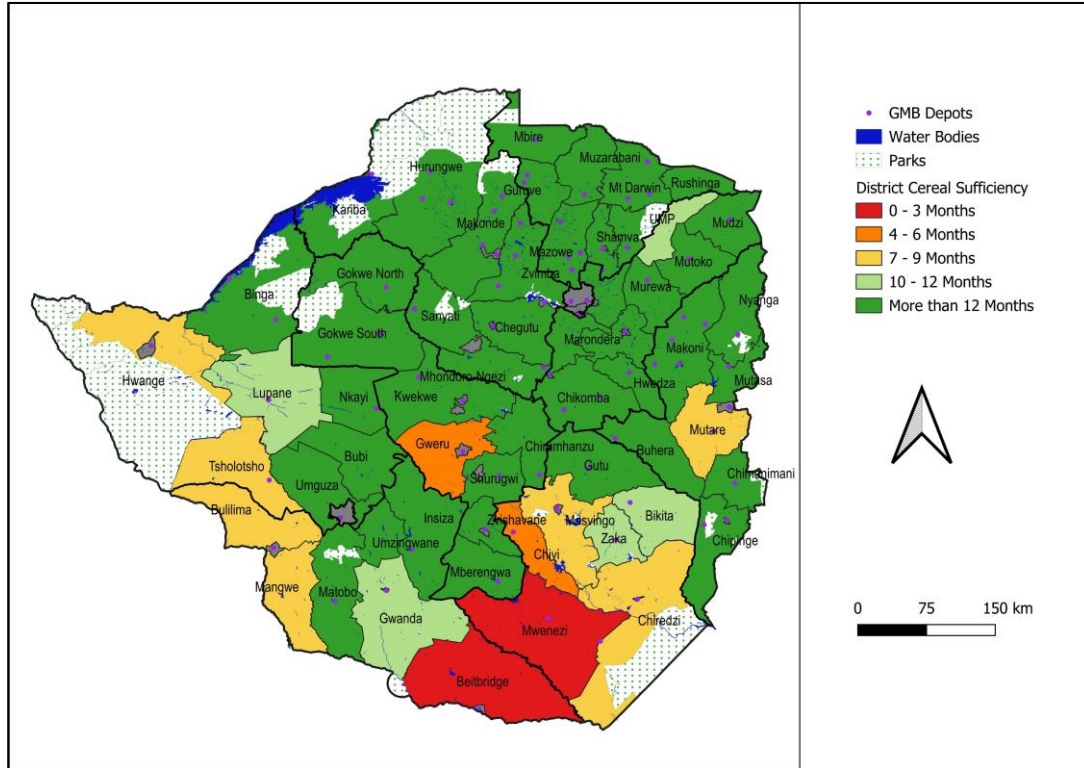 Mbire
Muzarabani
Hurungwe
Guruve
Mt Darwin
Rushinga
Kariba
UMP
Mudzi
Makonde
Shamva
Mazowe
Mutoko
Zvimba
Gokwe North
Murewa
Nyanga
Binga
Sanyati
Chegutu
Gokwe South
Marondera
Makoni
Hwange
Mhondoro-Ngezi
Hwedza
Mutasa
Lupane
Nkayi
Kwekwe
Chikomba
Mutare
Gweru
Chirumhanzu
Buhera
Bubi
Tsholotsho
Shurugwi
Gutu
Chimanimani
Umguza
Bulilima
Insiza
Zvishavane
Masvingo
Bikita
Zaka
Chipinge
Umzingwane
Chivi
Mberengwa
Mangwe
Matobo
Gwanda
Chiredzi
Mwenezi
Beitbridge
GMB Depots
Water Bodies
Parks
District Cereal Sufficiency
0 - 3 Months
4 - 6 Months
7 - 9 Months
10 - 12 Months
More than 12 Months
0 75 150 km